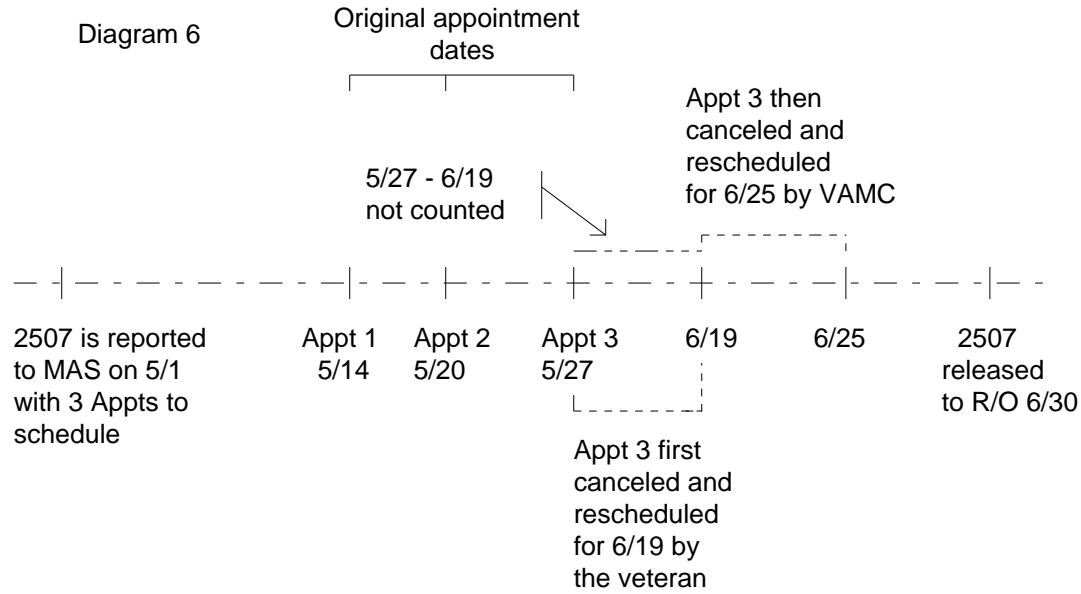 Diagram 6
Original appointment
dates
Appt 3 then
canceled and
rescheduled
for 6/25 by VAMC
5/27 - 6/19
not counted
2507 is reported
to MAS on 5/1
with 3 Appts to
schedule
Appt 1
5/14
Appt 2
5/20
Appt 3
5/27
6/19
6/25
2507
released
to R/O 6/30
Appt 3 first
canceled and
rescheduled
for 6/19 by
the veteran